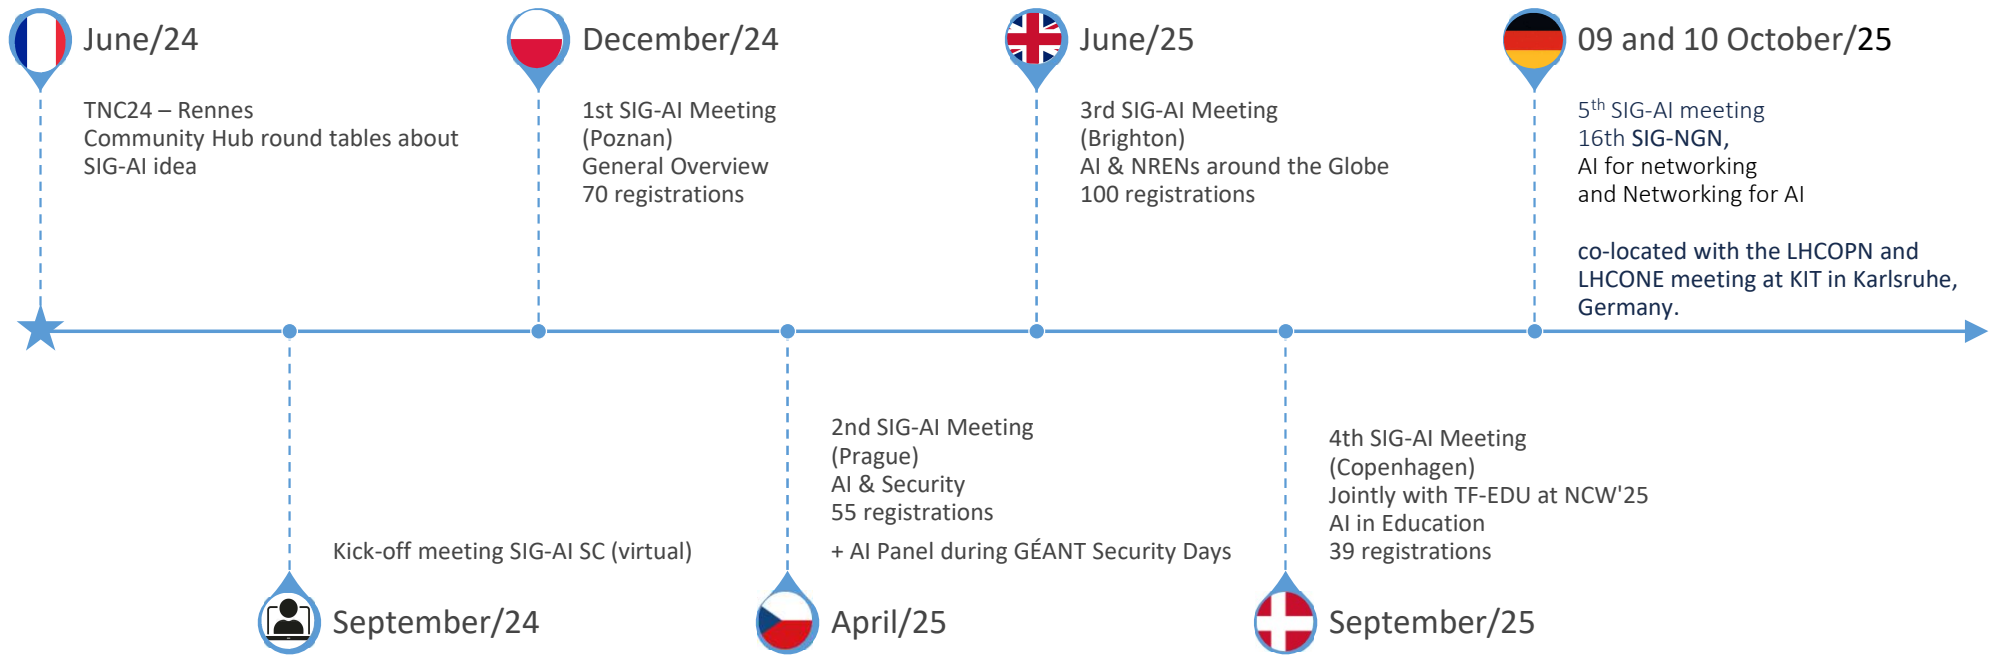 June/24
TNC24 – Rennes
Community Hub round tables about
SIG-AI idea
Kick-off meeting SIG-AI SC (virtual)
September/24
December/24
1st SIG-AI Meeting
(Poznan)
General Overview
70 registrations
2nd SIG-AI Meeting
(Prague)
AI & Security
55 registrations
+ AI Panel during GÉANT Security Days
April/25
June/25
3rd SIG-AI Meeting
(Brighton)
AI & NRENs around the Globe
100 registrations
4th SIG-AI Meeting
(Copenhagen)
Jointly with TF-EDU at NCW'25
AI in Education
39 registrations
September/25
09 and 10 October/25
5th SIG-AI meeting
16th SIG-NGN,
AI for networking
and Networking for AI
co-located with the LHCOPN and
LHCONE meeting at KIT in Karlsruhe,
Germany.